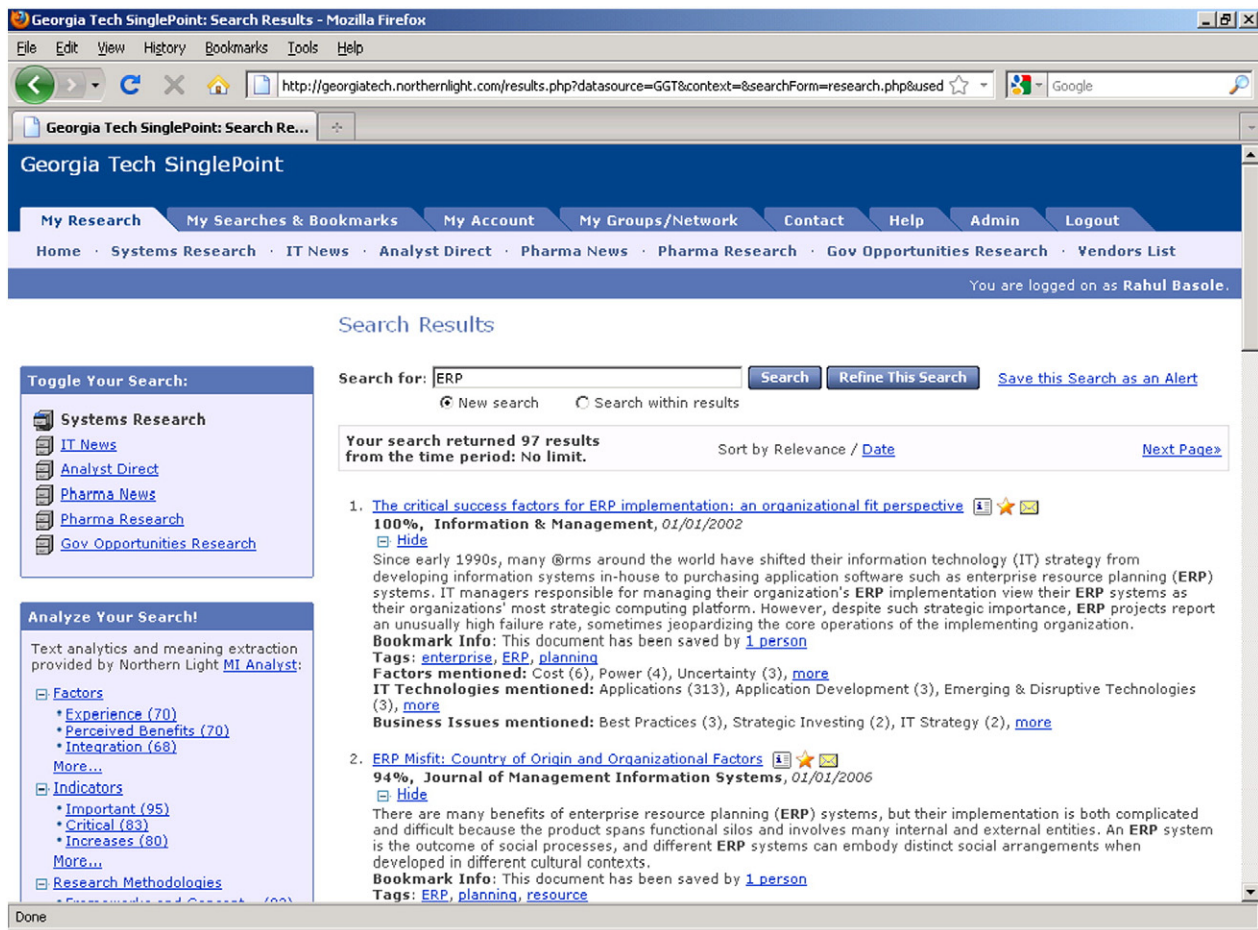 Georgia Tech SinglePoint: Search Results - Mozilla Firefox
File Edit View History Bookmarks Tools Help
http://georgiatech.northernlight.com/results.php?datasource=GGT&context=&searchForm=research.php&used
Google
Georgia Tech SinglePoint: Search Re...
Georgia Tech SinglePoint
My Research My Searches & Bookmarks My Account My Groups/Network Contact Help Admin Logout
Home · Systems Research · IT News · Analyst Direct · Pharma News · Pharma Research · Gov Opportunities Research · Vendors List
You are logged on as Rahul Basole.
Toggle Your Search:
Systems Research
IT News
Analyst Direct
Pharma News
Pharma Research
Gov Opportunities Research
Analyze Your Search!
Text analytics and meaning extraction
provided by Northern Light MI Analyst:
Factors
• Experience (70)
• Perceived Benefits (70)
• Integration (68)
More...
Indicators
• Important (95)
• Critical (83)
• Increases (80)
More...
Research Methodologies
Search Results
Search for: ERP Search Refine This Search Save this Search as an Alert
New search Search within results
Your search returned 97 results
from the time period: No limit.
Sort by Relevance / Date
Next Page»
1. The critical success factors for ERP implementation: an organizational fit perspective
100%, Information & Management, 01/01/2002
Hide
Since early 1990s, many ®rms around the world have shifted their information technology (IT) strategy from
developing information systems in-house to purchasing application software such as enterprise resource planning (ERP)
systems. IT managers responsible for managing their organization's ERP implementation view their ERP systems as
their organizations' most strategic computing platform. However, despite such strategic importance, ERP projects report
an unusually high failure rate, sometimes jeopardizing the core operations of the implementing organization.
Bookmark Info: This document has been saved by 1 person
Tags: enterprise, ERP, planning
Factors mentioned: Cost (6), Power (4), Uncertainty (3), more
IT Technologies mentioned: Applications (313), Application Development (3), Emerging & Disruptive Technologies
(3), more
Business Issues mentioned: Best Practices (3), Strategic Investing (2), IT Strategy (2), more
2. ERP Misfit: Country of Origin and Organizational Factors
94%, Journal of Management Information Systems, 01/01/2006
Hide
There are many benefits of enterprise resource planning (ERP) systems, but their implementation is both complicated
and difficult because the product spans functional silos and involves many internal and external entities. An ERP system
is the outcome of social processes, and different ERP systems can embody distinct social arrangements when
developed in different cultural contexts.
Bookmark Info: This document has been saved by 1 person
Tags: ERP, planning, resource
Done